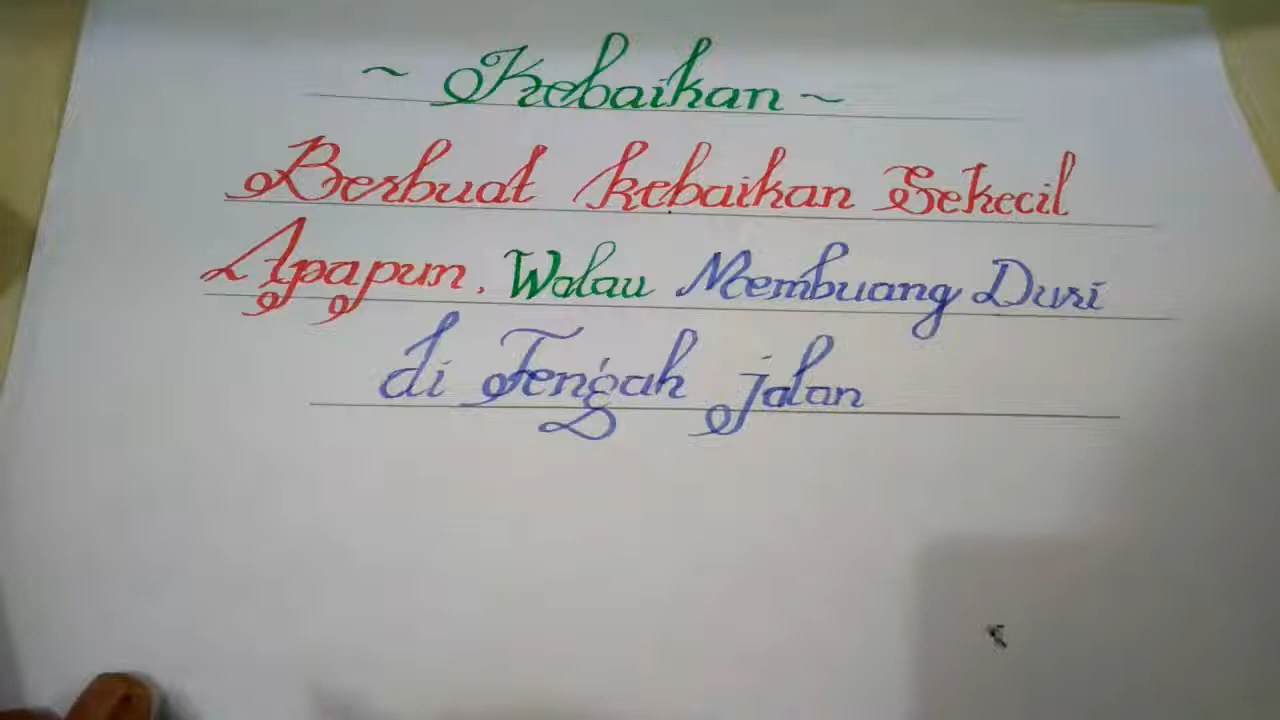 ~ Kebaikan ~
Berbuat kebaikan Sekecil
Apapun, Walau Membuang Duri
di Tengah jalan